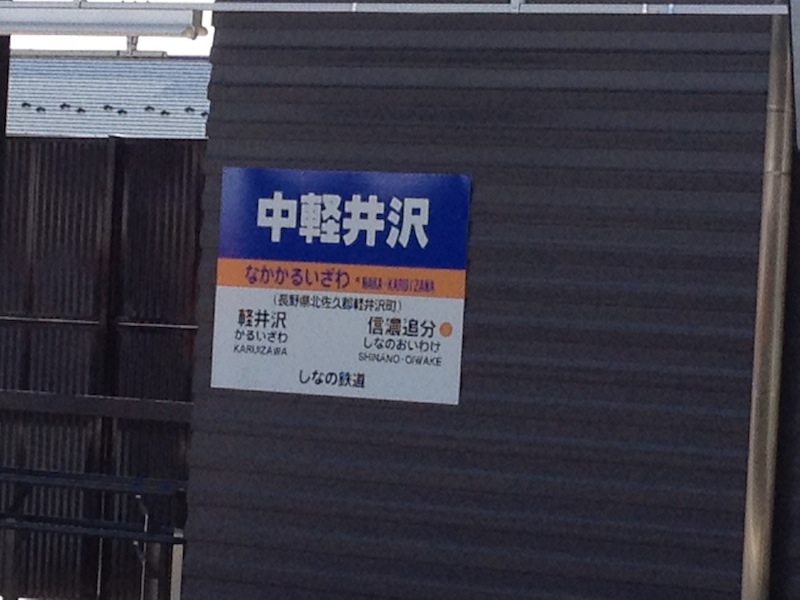 中軽井沢
なかかるいざわ・NAKA-KARUIZAWA
(長野県北佐久郡軽井沢町)
軽井沢 信濃追分
かるいざわ しなのおいわけ
KARUIZAWA SHINANO-OIWAKE
しなの鉄道